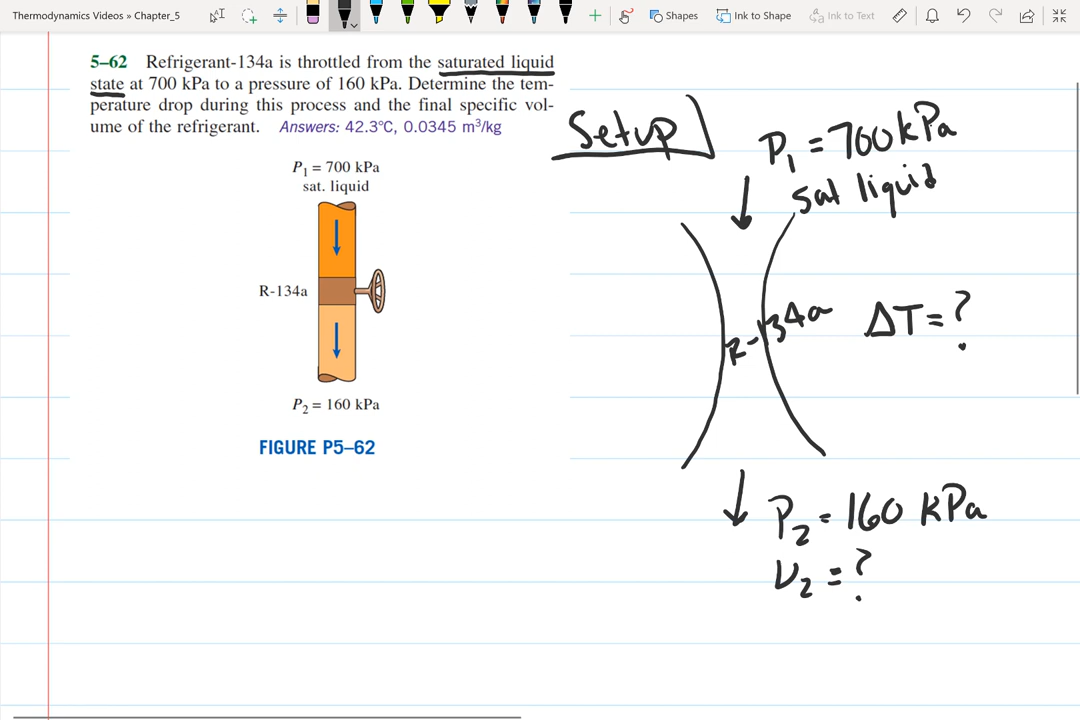 Thermodynamics Videos » Chapter_5
Shapes
Ink to Shape
Ink to Text
5–62 Refrigerant-134a is throttled from the saturated liquid
state at 700 kPa to a pressure of 160 kPa. Determine the tem-
perature drop during this process and the final specific vol-
ume of the refrigerant. Answers: 42.3°C, 0.0345 m³/kg
P₁ = 700 kPa
sat. liquid
R-134a
P₂ = 160 kPa
FIGURE P5–62
Setup
P₁ = 700 kPa
sat liquid
R-134a
ΔT = ?
P₂ = 160 kPa
ν₂ = ?